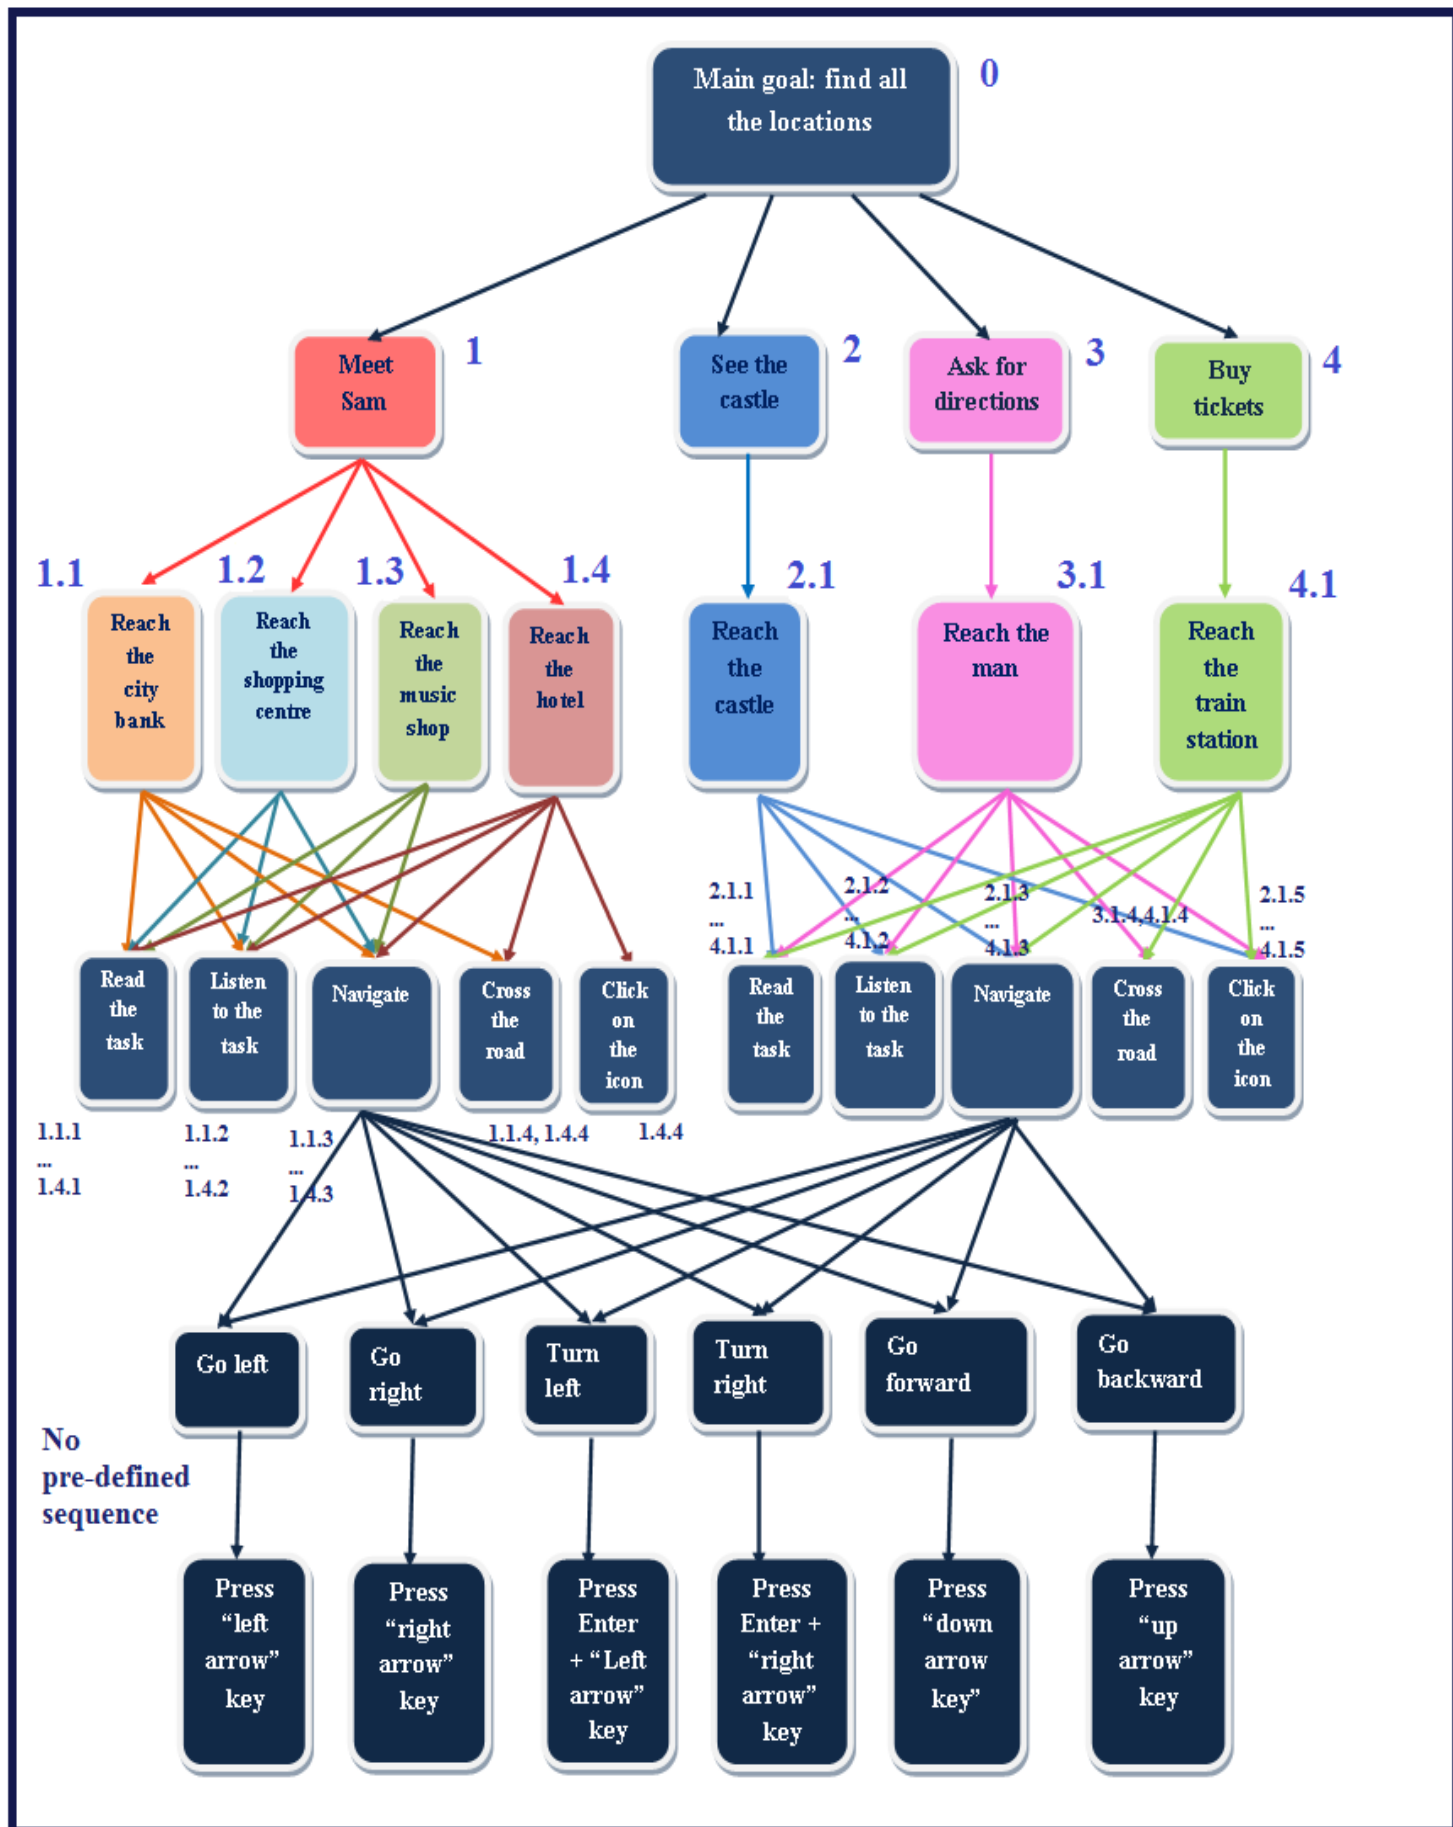 Main goal: find all
the locations
0
Meet
Sam
1
See the
castle
2
Ask for
directions
3
Buy
tickets
4
1.1
1.2
1.3
1.4
2.1
3.1
4.1
Reach
the
city
bank
Reach
the
shopping
centre
Reach
the
music
shop
Reach
the
hotel
Reach
the
castle
Reach the
man
Reach
the
train
station
2.1.1
...
4.1.1
2.1.2
...
4.1.2
2.1.3
...
4.1.3
3.1.4,4.1.4
2.1.5
...
4.1.5
Read
the
task
Listen
to the
task
Navigate
Cross
the
road
Click
on
the
icon
Read
the
task
Listen
to the
task
Navigate
Cross
the
road
Click
on
the
icon
1.1.1
...
1.4.1
1.1.2
...
1.4.2
1.1.3
...
1.4.3
1.1.4, 1.4.4
1.4.4
Go left
Go
right
Turn
left
Turn
right
Go
forward
Go
backward
No
pre-defined
sequence
Press
“left
arrow”
key
Press
“right
arrow”
key
Press
Enter
+ “Left
arrow”
key
Press
Enter +
“right
arrow”
key
Press
“down
arrow
key”
Press
“up
arrow”
key